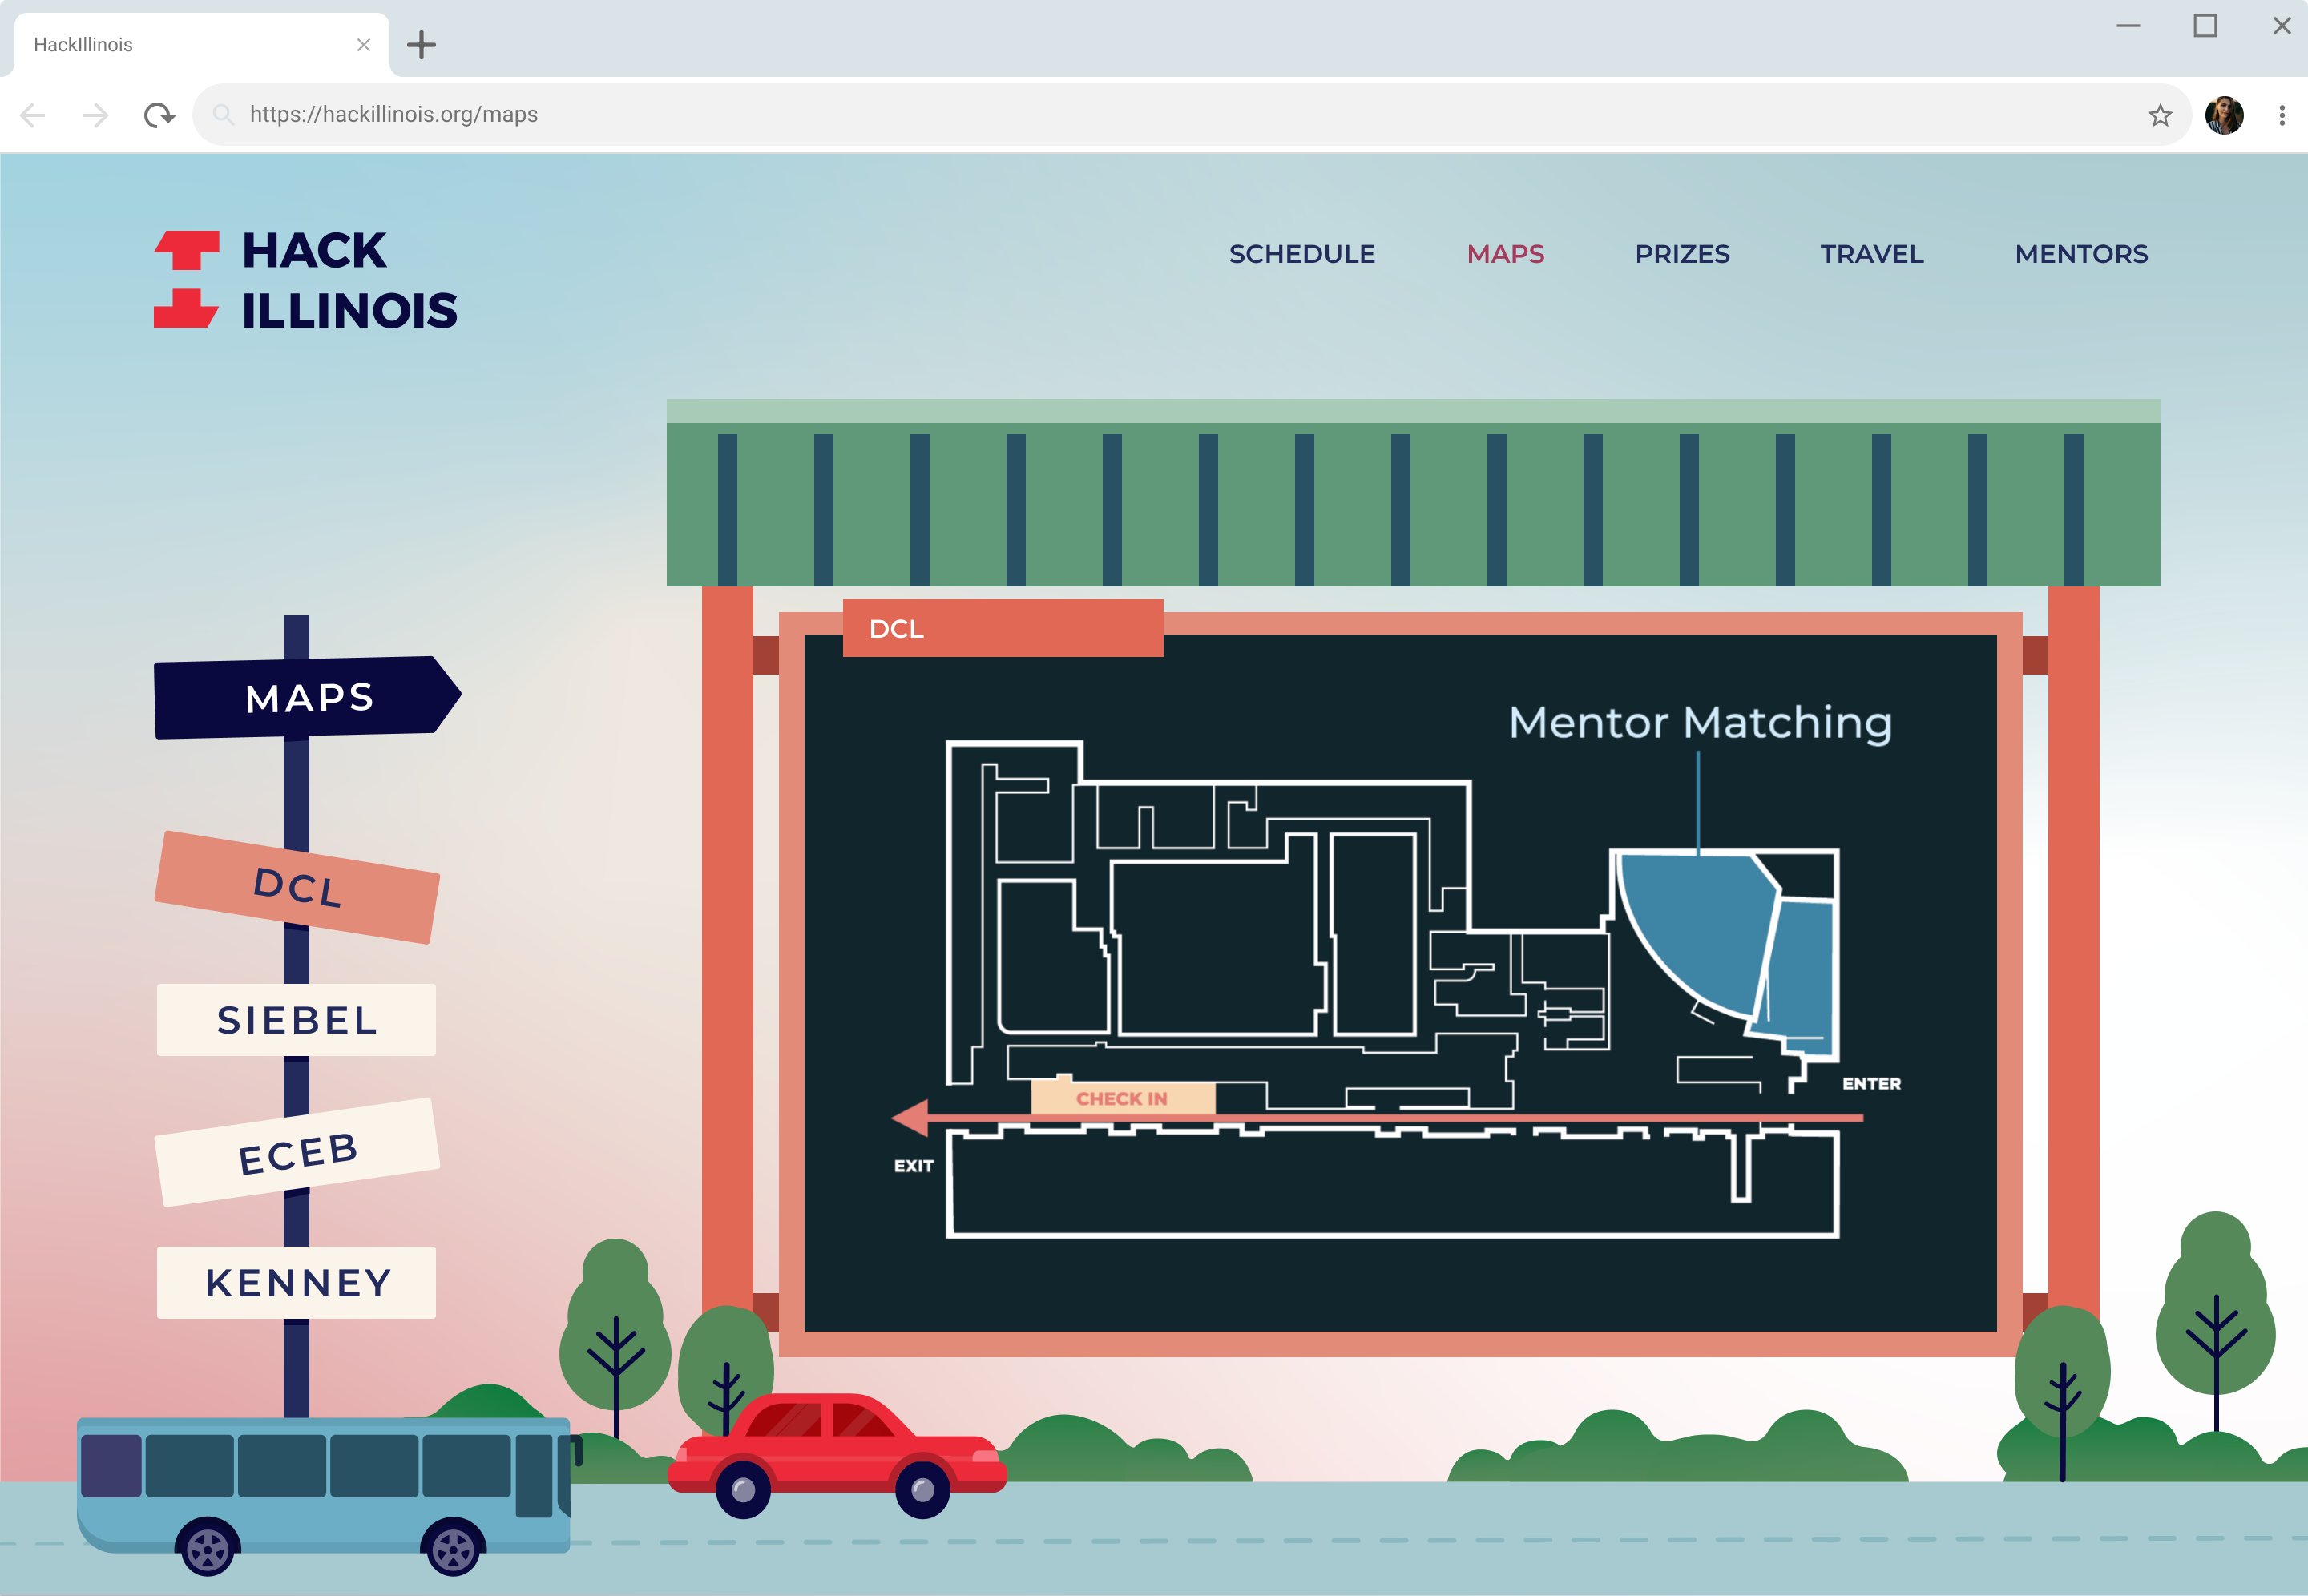 HackIllinois
https://hackillinois.org/maps
HACK
ILLINOIS
SCHEDULE MAPS PRIZES TRAVEL MENTORS
MAPS
DCL
SIEBEL
ECEB
KENNEY
DCL
Mentor Matching
ENTER
CHECK IN
EXIT